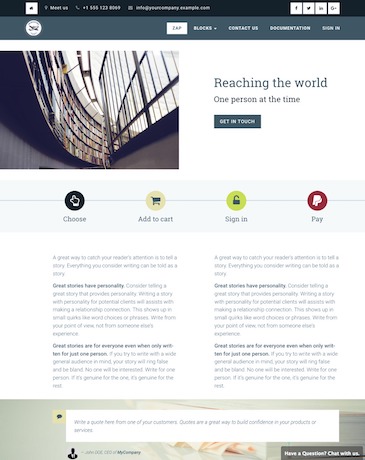 Meet us +1 555 123 8069 info@yourcompany.example.com
ZAP BLOCKS CONTACT US DOCUMENTATION SIGN IN
Reaching the world
One person at the time
GET IN TOUCH
Choose Add to cart Sign in Pay
A great way to catch your reader's attention is to tell a
story. Everything you consider writing can be told as a
story.
Great stories have personality. Consider telling a
great story that provides personality. Writing a story
with personality for potential clients will assists with
making a relationship connection. This shows up in
small quirks like word choices or phrases. Write from
your point of view, not from someone else's
experience.
Great stories are for everyone even when only writ-
ten for just one person. If you try to write with a wide
general audience in mind, your story will ring false
and be bland. No one will be interested. Write for one
person. If it's genuine for the one, it's genuine for the
rest.
A great way to catch your reader's attention is to tell a
story. Everything you consider writing can be told as a
story.
Great stories have personality. Consider telling a
great story that provides personality. Writing a story
with personality for potential clients will assists with
making a relationship connection. This shows up in
small quirks like word choices or phrases. Write from
your point of view, not from someone else's
experience.
Great stories are for everyone even when only writ-
ten for just one person. If you try to write with a wide
general audience in mind, your story will ring false
and be bland. No one will be interested. Write for one
person. If it's genuine for the one, it's genuine for the
rest.
Write a quote here from one of your customers. Quotes are a great way to build confidence in your products or
services.
— John DOE, CEO of MyCompany
Have a Question? Chat with us.